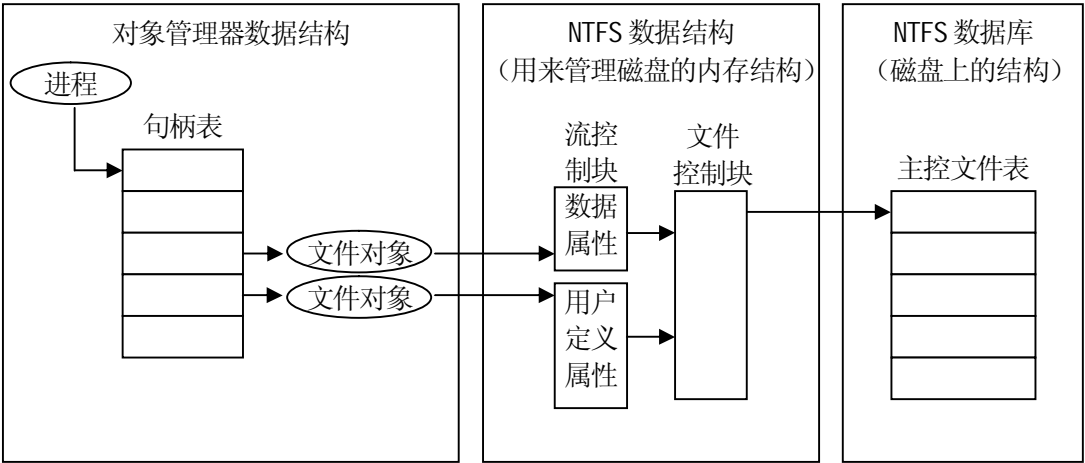 对象管理器数据结构
进程
句柄表
文件对象
文件对象
NTFS 数据结构
（用来管理磁盘的内存结构）
流控
制块
数据
属性
用户
定义
属性
文件
控制块
NTFS 数据库
（磁盘上的结构）
主控文件表